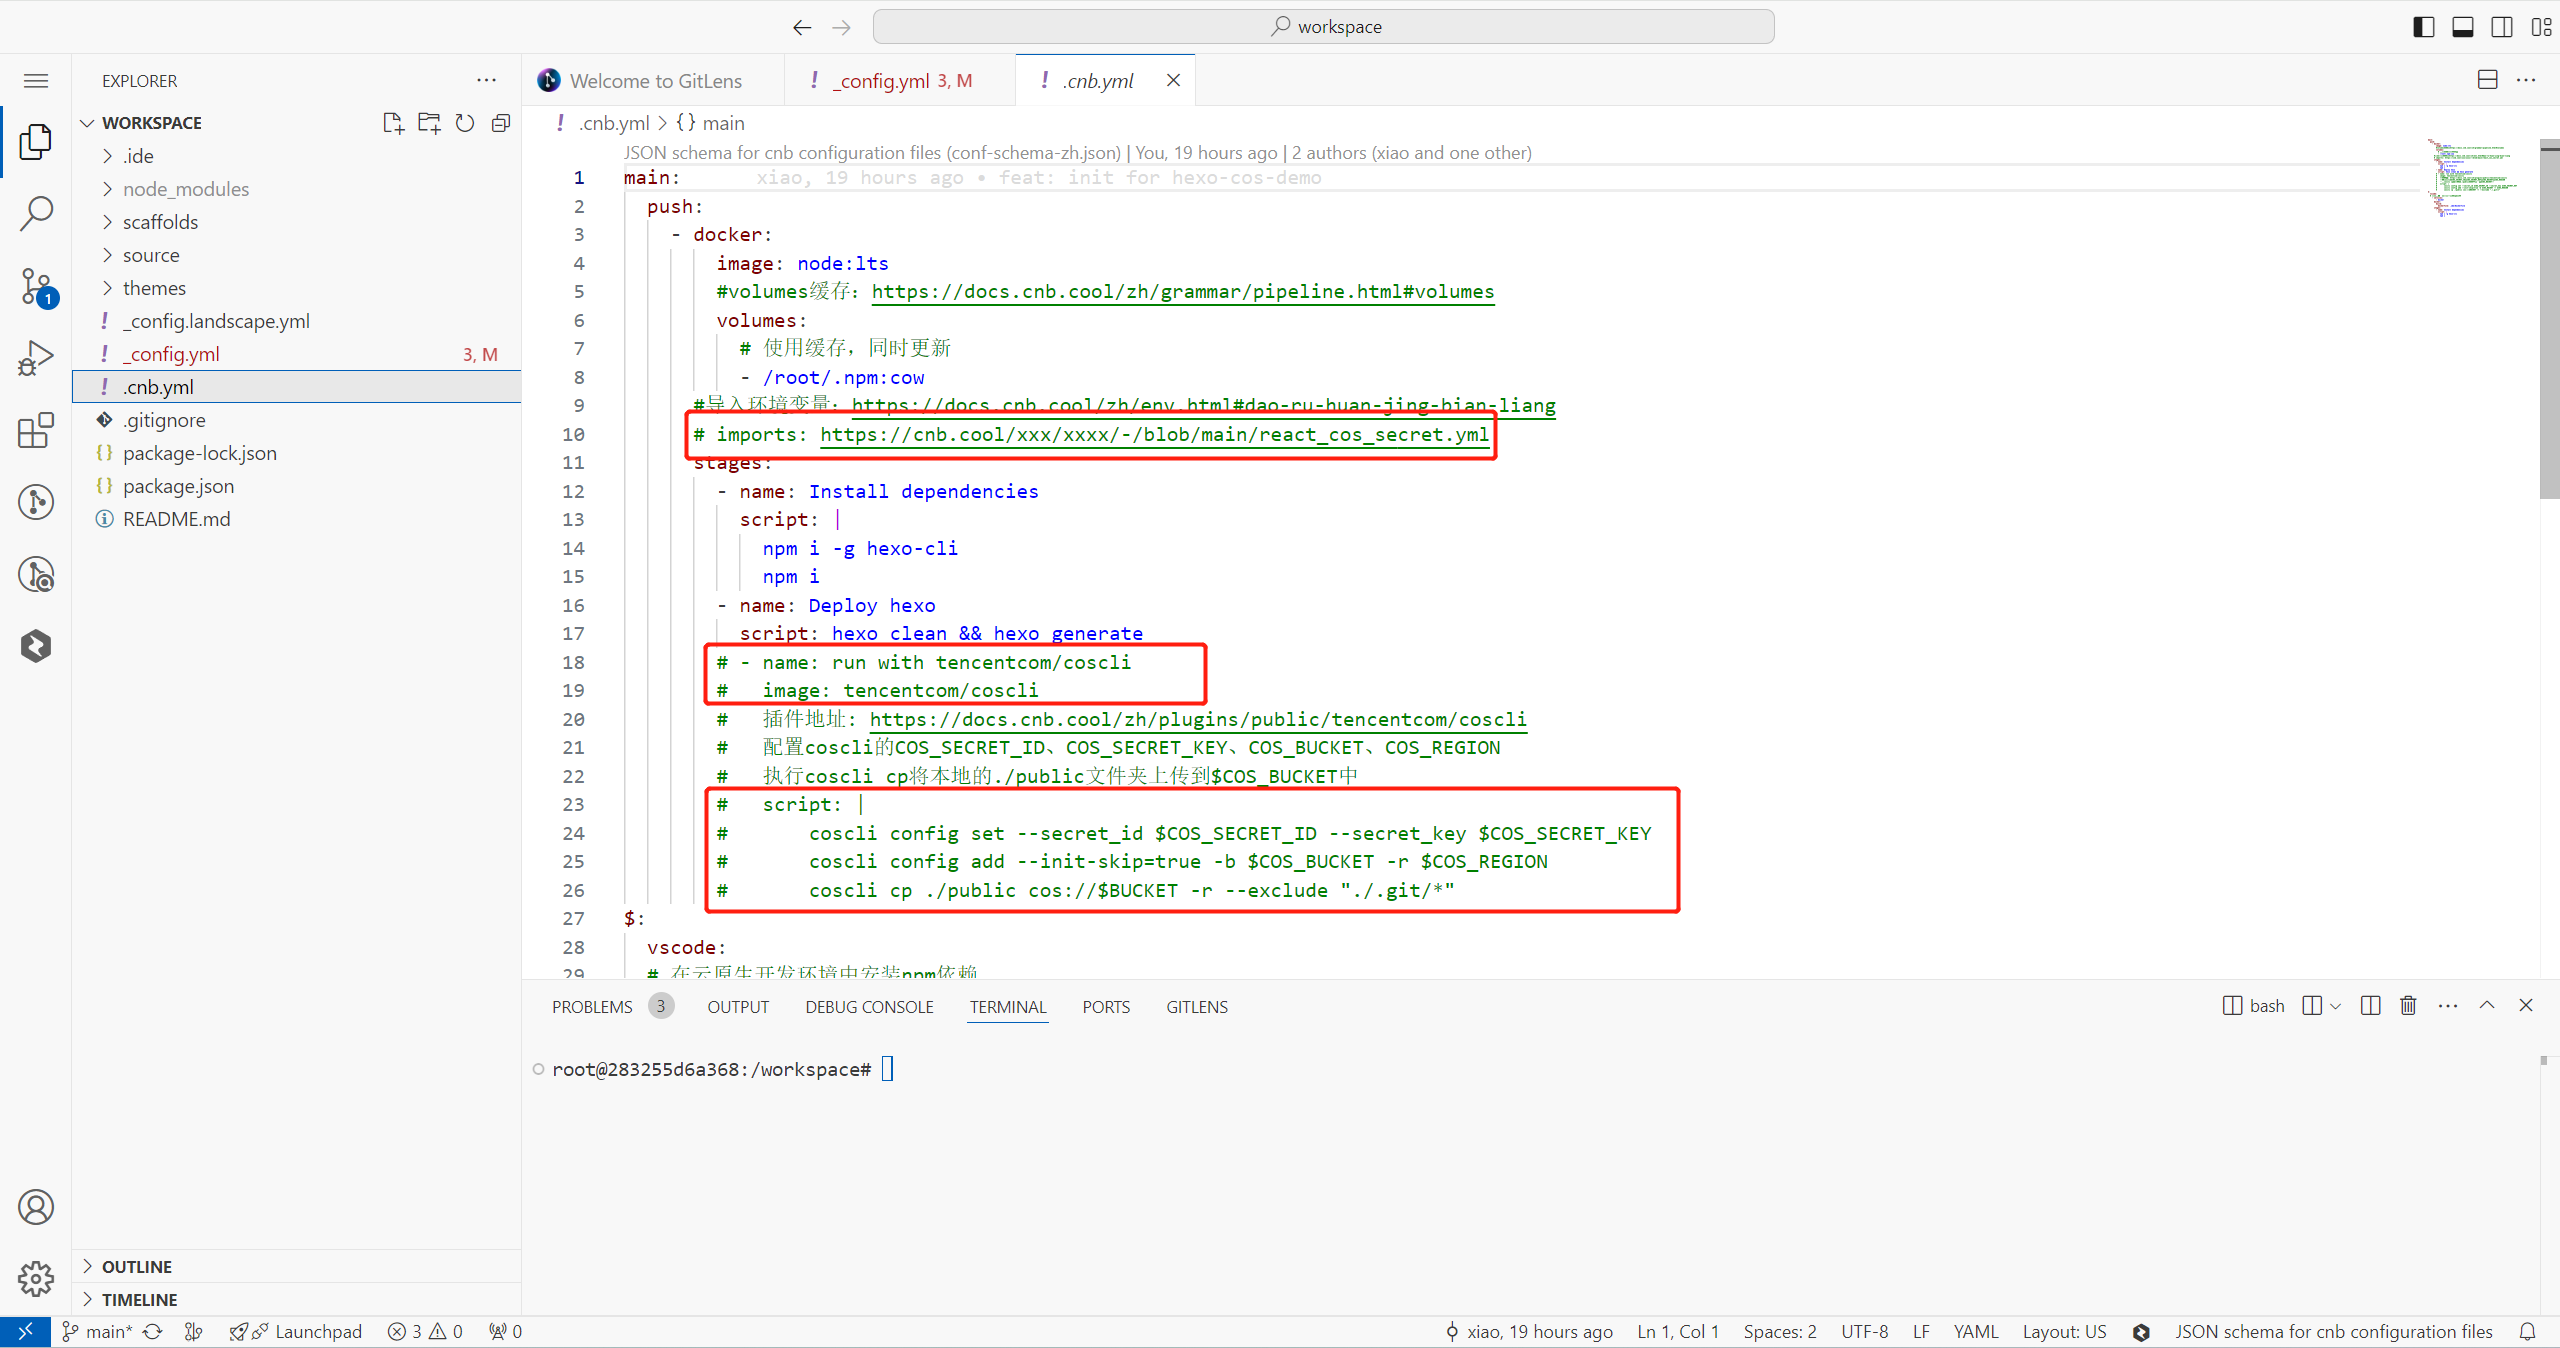 workspace
EXPLORER
Welcome to GitLens
_config.yml 3, M
.cnb.yml
WORKSPACE
.ide
node_modules
scaffolds
source
themes
_config.landscape.yml
_config.yml 3, M
.cnb.yml
.gitignore
package-lock.json
package.json
README.md
OUTLINE
TIMELINE
1
.cnb.yml > {} main
JSON schema for cnb configuration files (conf-schema-zh.json) | You, 19 hours ago | 2 authors (xiao and one other)
1 main: xiao, 19 hours ago • feat: init for hexo-cos-demo
2 push:
3 - docker:
4 image: node:lts
5 #volumes缓存：https://docs.cnb.cool/zh/grammar/pipeline.html#volumes
6 volumes:
7 # 使用缓存，同时更新
8 - /root/.npm:cow
9 #导入环境变量：https://docs.cnb.cool/zh/env.html#dao-ru-huan-jing-bian-liang
10 # imports: https://cnb.cool/xxx/xxxx/-/blob/main/react_cos_secret.yml
11 stages:
12 - name: Install dependencies
13 script: |
14 npm i -g hexo-cli
15 npm i
16 - name: Deploy hexo
17 script: hexo clean && hexo generate
18 # - name: run with tencentcom/coscli
19 # image: tencentcom/coscli
20 # 插件地址: https://docs.cnb.cool/zh/plugins/public/tencentcom/coscli
21 # 配置coscli的COS_SECRET_ID、COS_SECRET_KEY、COS_BUCKET、COS_REGION
22 # 执行coscli cp将本地的./public文件夹上传到$COS_BUCKET中
23 # script: |
24 # coscli config set --secret_id $COS_SECRET_ID --secret_key $COS_SECRET_KEY
25 # coscli config add --init-skip=true -b $COS_BUCKET -r $COS_REGION
26 # coscli cp ./public cos://$BUCKET -r --exclude "./.git/*"
27 $:
28 vscode:
29 # 在云原生开发环境中安装npm依赖
PROBLEMS 3 OUTPUT DEBUG CONSOLE TERMINAL PORTS GITLENS
bash
root@283255d6a368:/workspace#
main* Launchpad 3 0 0
xiao, 19 hours ago Ln 1, Col 1 Spaces: 2 UTF-8 LF YAML Layout: US JSON schema for cnb configuration files